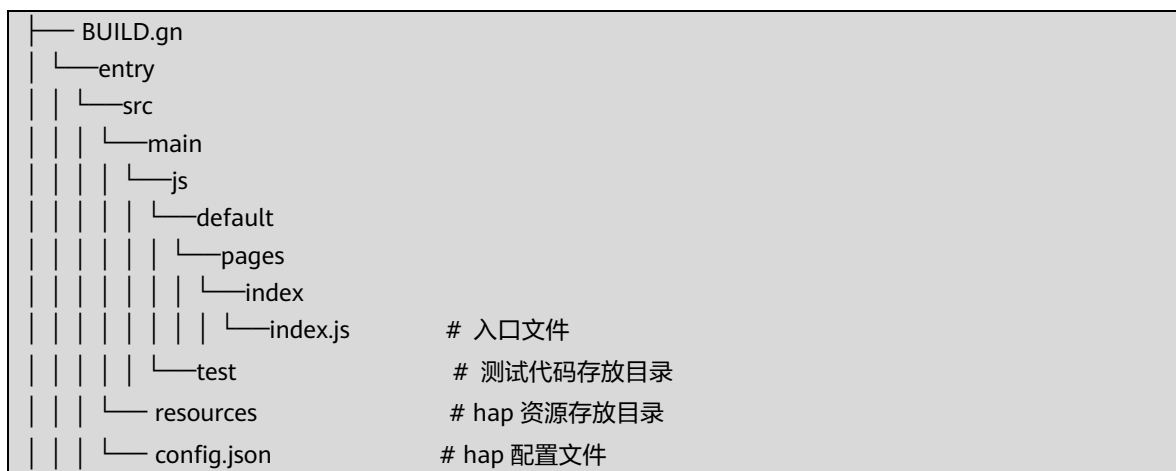 ├── BUILD.gn
│ └──entry
│ │ └──src
│ │ │ └──main
│ │ │ │ └──js
│ │ │ │ │ └──default
│ │ │ │ │ │ └──pages
│ │ │ │ │ │ │ └──index
│ │ │ │ │ │ │ │ └──index.js # 入口文件
│ │ │ │ │ └──test # 测试代码存放目录
│ │ │ └── resources # hap 资源存放目录
│ │ │ └── config.json # hap 配置文件